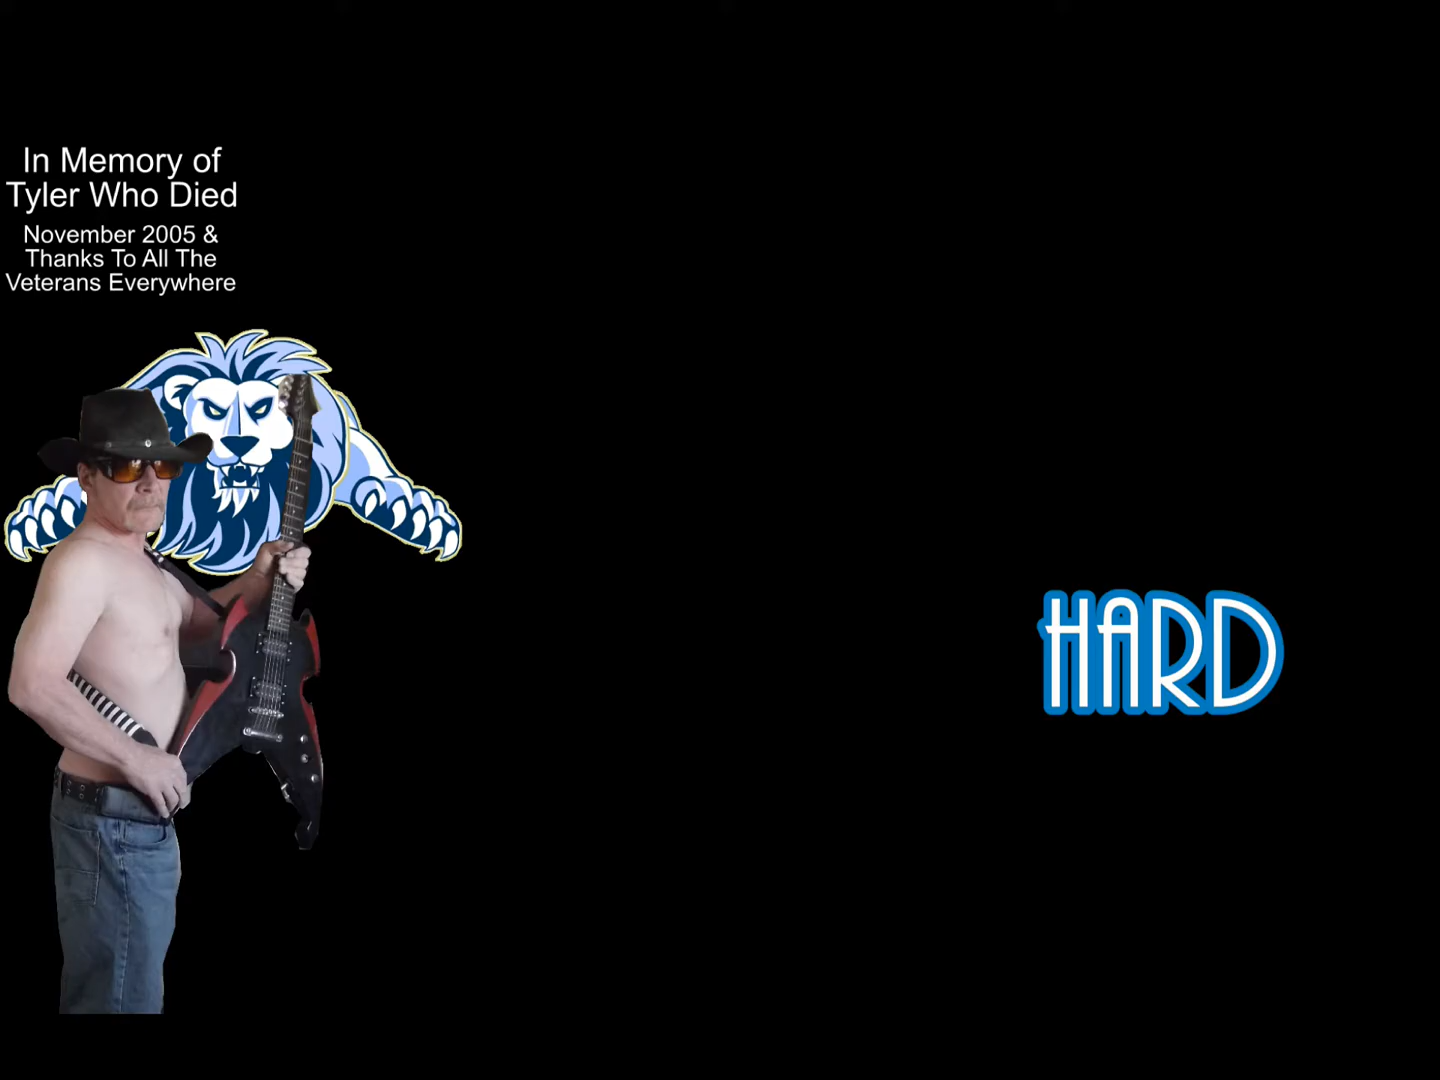 In Memory of
Tyler Who Died
November 2005 &
Thanks To All The
Veterans Everywhere
HARD